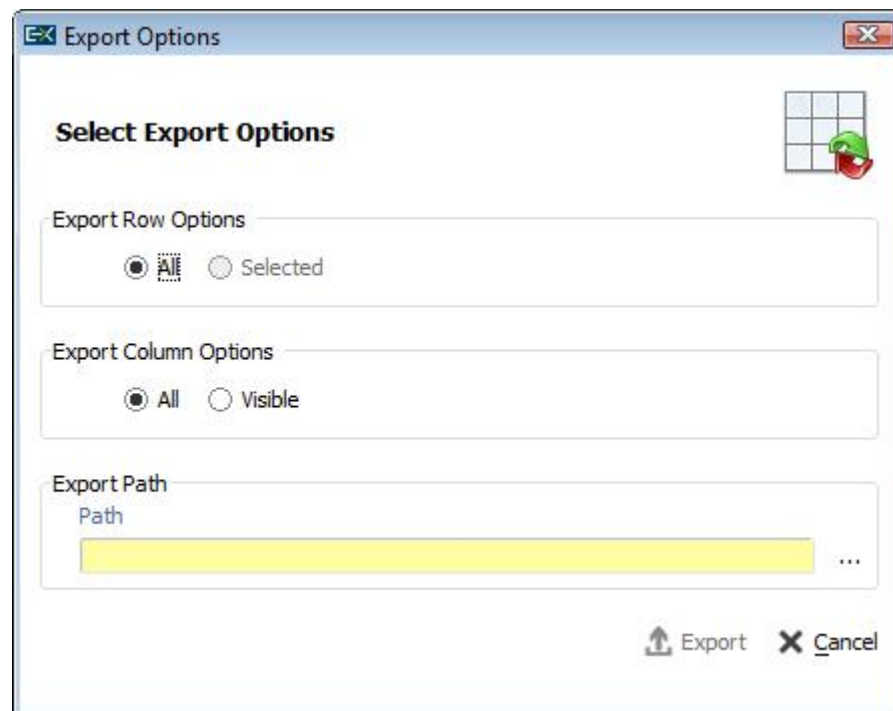 Export Options
Select Export Options
Export Row Options
All Selected
Export Column Options
All Visible
Export Path
Path
...
Export Cancel